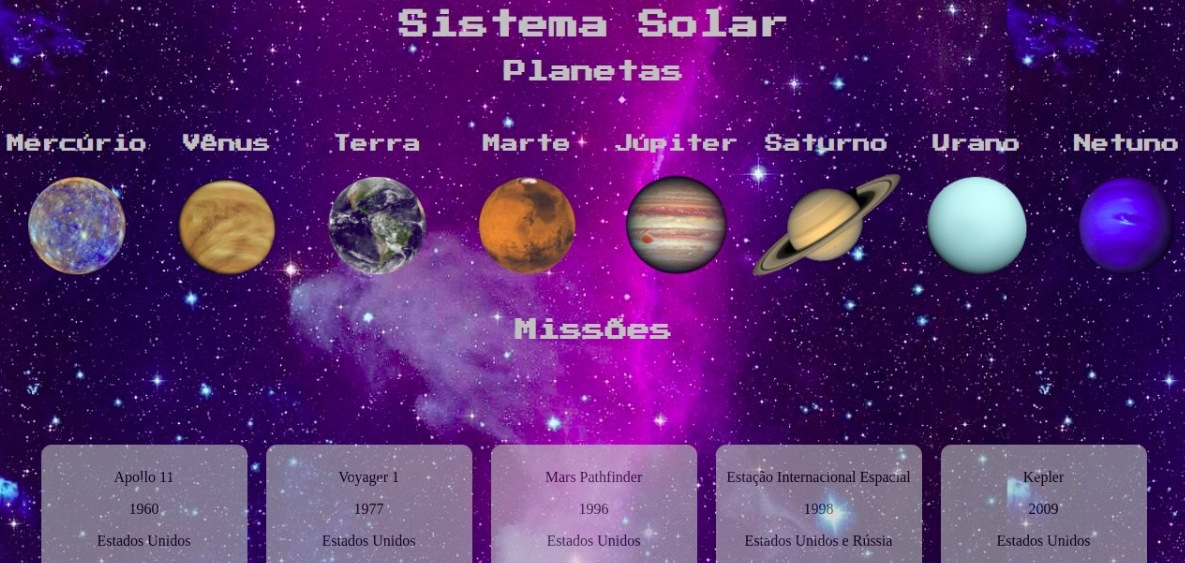 Sistema Solar
Planetas
Mercúrio Vênus Terra Marte Júpiter Saturno Urano Netuno
Missões
Apollo 11 Voyager 1 Mars Pathfinder Estação Internacional Espacial Kepler
1960 1977 1996 1998 2009
Estados Unidos Estados Unidos Estados Unidos Estados Unidos e Rússia Estados Unidos